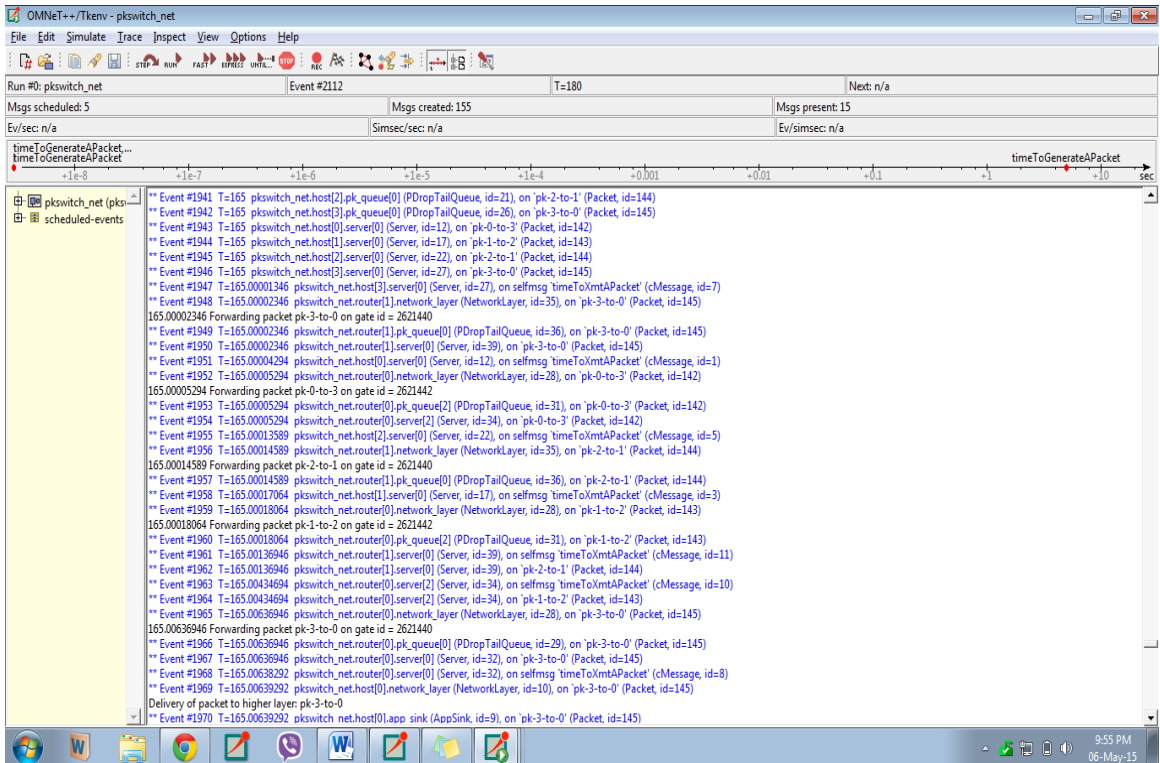 OMNeT++/Tkenv - pkswitch_net
File Edit Simulate Trace Inspect View Options Help
STEP RUN FAST EXPRESS UNTIL... STOP REC
Run #0: pkswitch_net Event #2112 T=180 Next: n/a
Msgs scheduled: 5 Msgs created: 155 Msgs present: 15
Ev/sec: n/a Simsec/sec: n/a Ev/simsec: n/a
timeToGenerateAPacket,...
timeToGenerateAPacket timeToGenerateAPacket
+1e-8 +1e-7 +1e-6 +1e-5 +1e-4 +0.001 +0.01 +0.1 +1 +10 sec
pkswitch_net (pks
scheduled-events
** Event #1941 T=165 pkswitch_net.host[2].pk_queue[0] (PDropTailQueue, id=21), on `pk-2-to-1' (Packet, id=144)
** Event #1942 T=165 pkswitch_net.host[3].pk_queue[0] (PDropTailQueue, id=26), on `pk-3-to-0' (Packet, id=145)
** Event #1943 T=165 pkswitch_net.host[0].server[0] (Server, id=12), on `pk-0-to-3' (Packet, id=142)
** Event #1944 T=165 pkswitch_net.host[1].server[0] (Server, id=17), on `pk-1-to-2' (Packet, id=143)
** Event #1945 T=165 pkswitch_net.host[2].server[0] (Server, id=22), on `pk-2-to-1' (Packet, id=144)
** Event #1946 T=165 pkswitch_net.host[3].server[0] (Server, id=27), on `pk-3-to-0' (Packet, id=145)
** Event #1947 T=165.00001346 pkswitch_net.host[3].server[0] (Server, id=27), on selfmsg `timeToXmtAPacket' (cMessage, id=7)
** Event #1948 T=165.00002346 pkswitch_net.router[1].network_layer (NetworkLayer, id=35), on `pk-3-to-0' (Packet, id=145)
165.00002346 Forwarding packet pk-3-to-0 on gate id = 2621440
** Event #1949 T=165.00002346 pkswitch_net.router[1].pk_queue[0] (PDropTailQueue, id=36), on `pk-3-to-0' (Packet, id=145)
** Event #1950 T=165.00002346 pkswitch_net.router[1].server[0] (Server, id=39), on `pk-3-to-0' (Packet, id=145)
** Event #1951 T=165.00004294 pkswitch_net.host[0].server[0] (Server, id=12), on selfmsg `timeToXmtAPacket' (cMessage, id=1)
** Event #1952 T=165.00005294 pkswitch_net.router[0].network_layer (NetworkLayer, id=28), on `pk-0-to-3' (Packet, id=142)
165.00005294 Forwarding packet pk-0-to-3 on gate id = 2621442
** Event #1953 T=165.00005294 pkswitch_net.router[0].pk_queue[2] (PDropTailQueue, id=31), on `pk-0-to-3' (Packet, id=142)
** Event #1954 T=165.00005294 pkswitch_net.router[0].server[2] (Server, id=34), on `pk-0-to-3' (Packet, id=142)
** Event #1955 T=165.00013589 pkswitch_net.host[2].server[0] (Server, id=22), on selfmsg `timeToXmtAPacket' (cMessage, id=5)
** Event #1956 T=165.00014589 pkswitch_net.router[1].network_layer (NetworkLayer, id=35), on `pk-2-to-1' (Packet, id=144)
165.00014589 Forwarding packet pk-2-to-1 on gate id = 2621440
** Event #1957 T=165.00014589 pkswitch_net.router[1].pk_queue[0] (PDropTailQueue, id=36), on `pk-2-to-1' (Packet, id=144)
** Event #1958 T=165.00017064 pkswitch_net.host[1].server[0] (Server, id=17), on selfmsg `timeToXmtAPacket' (cMessage, id=3)
** Event #1959 T=165.00018064 pkswitch_net.router[0].network_layer (NetworkLayer, id=28), on `pk-1-to-2' (Packet, id=143)
165.00018064 Forwarding packet pk-1-to-2 on gate id = 2621442
** Event #1960 T=165.00018064 pkswitch_net.router[0].pk_queue[2] (PDropTailQueue, id=31), on `pk-1-to-2' (Packet, id=143)
** Event #1961 T=165.00136946 pkswitch_net.router[1].server[0] (Server, id=39), on selfmsg `timeToXmtAPacket' (cMessage, id=11)
** Event #1962 T=165.00136946 pkswitch_net.router[1].server[0] (Server, id=39), on `pk-2-to-1' (Packet, id=144)
** Event #1963 T=165.00434694 pkswitch_net.router[0].server[2] (Server, id=34), on selfmsg `timeToXmtAPacket' (cMessage, id=10)
** Event #1964 T=165.00434694 pkswitch_net.router[0].server[2] (Server, id=34), on `pk-1-to-2' (Packet, id=143)
** Event #1965 T=165.00636946 pkswitch_net.router[0].network_layer (NetworkLayer, id=28), on `pk-3-to-0' (Packet, id=145)
165.00636946 Forwarding packet pk-3-to-0 on gate id = 2621440
** Event #1966 T=165.00636946 pkswitch_net.router[0].pk_queue[0] (PDropTailQueue, id=29), on `pk-3-to-0' (Packet, id=145)
** Event #1967 T=165.00636946 pkswitch_net.router[0].server[0] (Server, id=32), on `pk-3-to-0' (Packet, id=145)
** Event #1968 T=165.00638292 pkswitch_net.router[0].server[0] (Server, id=32), on selfmsg `timeToXmtAPacket' (cMessage, id=8)
** Event #1969 T=165.00639292 pkswitch_net.host[0].network_layer (NetworkLayer, id=10), on `pk-3-to-0' (Packet, id=145)
Delivery of packet to higher layer: pk-3-to-0
** Event #1970 T=165.00639292 pkswitch_net.host[0].app_sink (AppSink, id=9), on `pk-3-to-0' (Packet, id=145)
9:55 PM
06-May-15